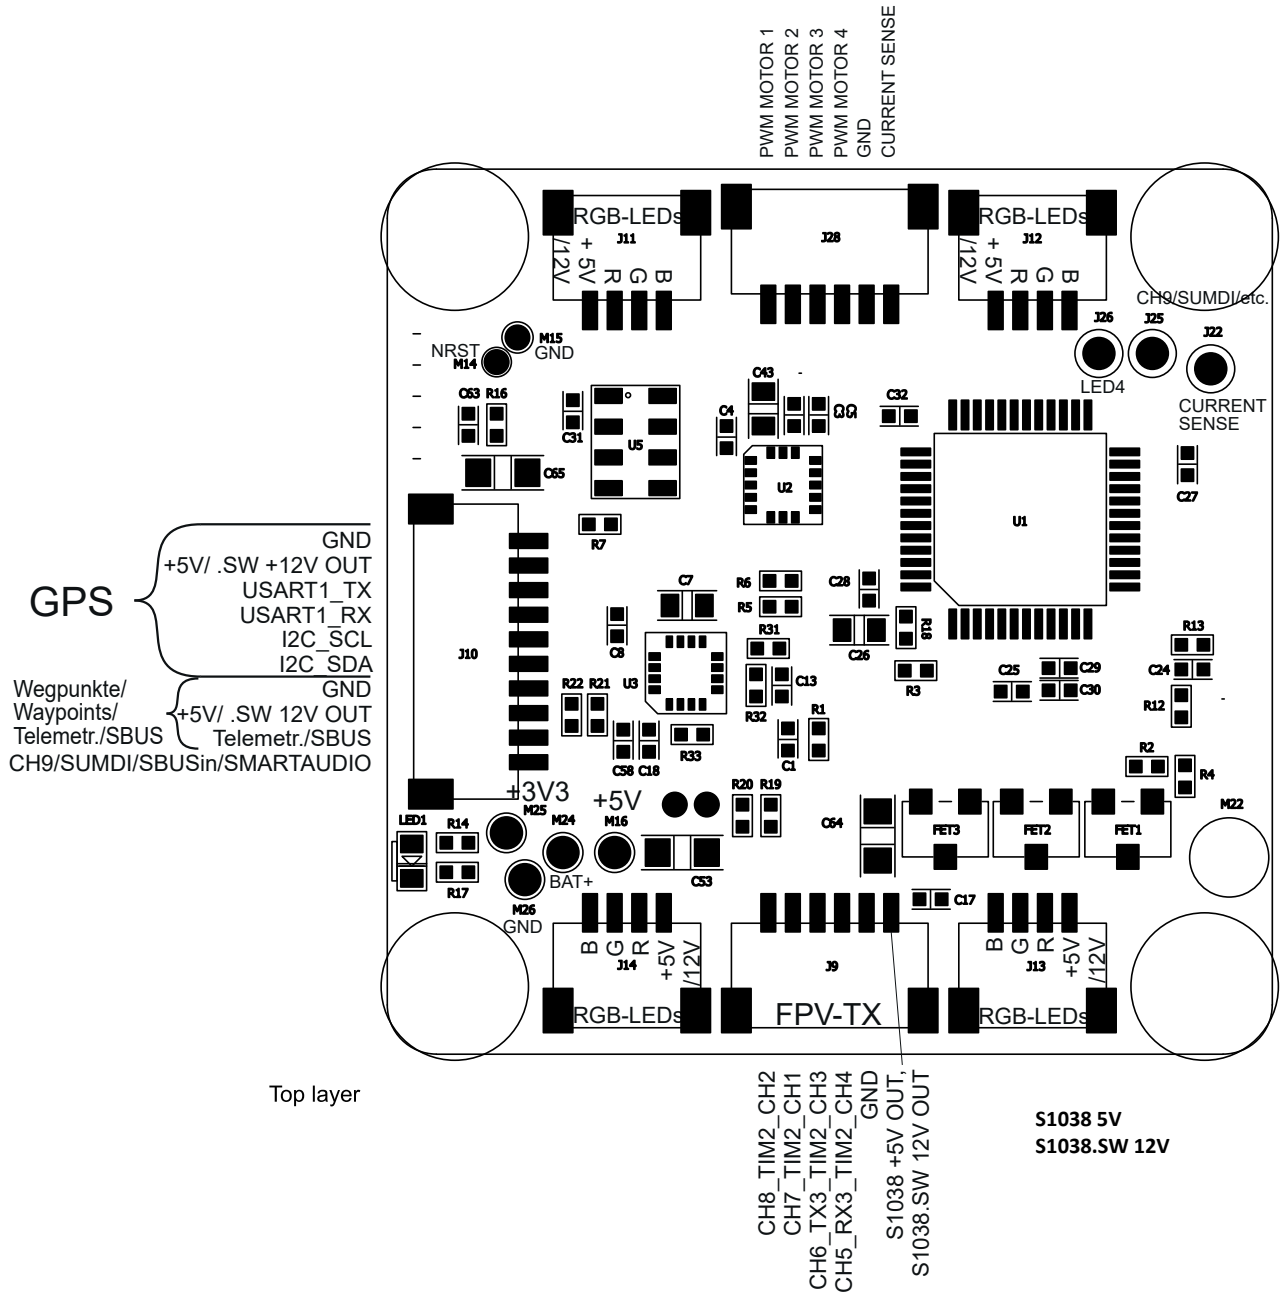 PWM MOTOR 1
PWM MOTOR 2
PWM MOTOR 3
PWM MOTOR 4
GND
CURRENT SENSE
RGB-LEDs
J11
/12V
+ 5V
R
G
B
J28
RGB-LEDs
J12
/12V
+ 5V
R
G
B
CH9/SUMDI/etc.
J26
J25
J22
LED4
CURRENT
SENSE
M15
NRST
GND
M14
C63
R16
C31
C65
U5
R7
C43
C4
C3
C5
C32
U2
U1
C27
GPS
GND
+5V/ .SW +12V OUT
USART1_TX
USART1_RX
I2C_SCL
I2C_SDA
Wegpunkte/
Waypoints/
Telemetr./SBUS
GND
+5V/ .SW 12V OUT
Telemetr./SBUS
CH9/SUMDI/SBUSin/SMARTAUDIO
J10
C7
R6
R5
C28
R18
C26
C8
R31
R13
U3
C24
R22
R21
C13
R3
C25
C29
C30
R32
R12
R1
C58
C18
R33
C1
R2
R4
+3V3
+5V
M25
M24
M16
R20
R19
LED1
R14
R17
C64
FET3
FET2
FET1
M22
C53
BAT+
M26
GND
C17
B
G
R
+5V
/12V
J14
RGB-LEDs
J9
FPV-TX
B
G
R
+5V
/12V
J13
RGB-LEDs
CH8_TIM2_CH2
CH7_TIM2_CH1
CH6_TX3_TIM2_CH3
CH5_RX3_TIM2_CH4
GND
S1038 +5V OUT,
S1038.SW 12V OUT
Top layer
S1038 5V
S1038.SW 12V